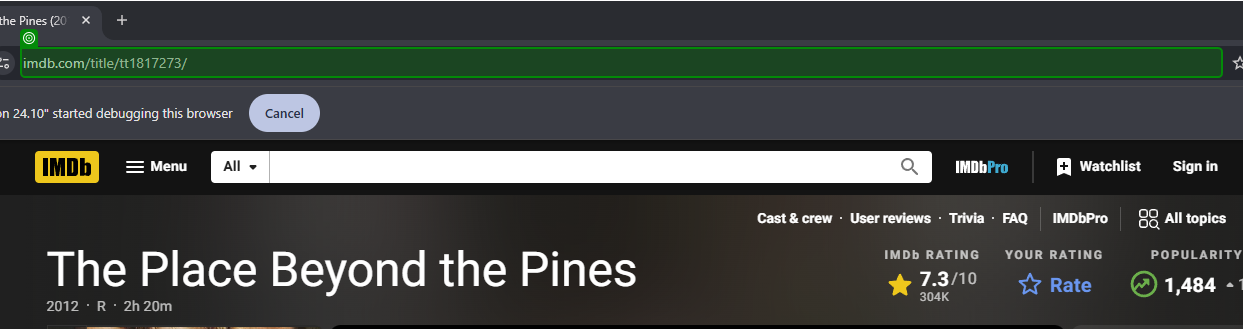 the Pines (20
imdb.com/title/tt1817273/
on 24.10" started debugging this browser Cancel
IMDb Menu All IMDbPro Watchlist Sign in
Cast & crew · User reviews · Trivia · FAQ IMDbPro All topics
The Place Beyond the Pines
2012 · R · 2h 20m
IMDb RATING YOUR RATING POPULARITY
7.3/10 Rate 1,484 1
304K